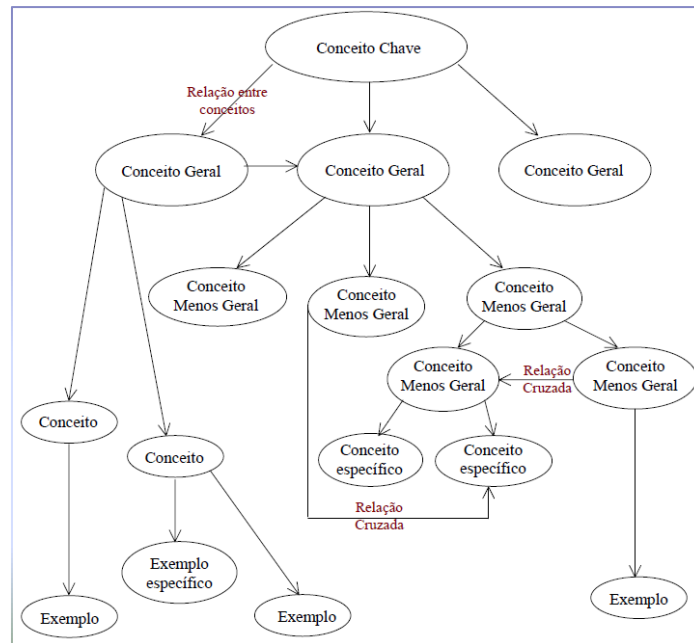 Conceito Chave
Relação entre
conceitos
Conceito Geral
Conceito Geral
Conceito Geral
Conceito
Menos Geral
Conceito
Menos Geral
Conceito
Menos Geral
Conceito
Menos Geral
Relação
Cruzada
Conceito
Menos Geral
Conceito
Conceito
Conceito
específico
Conceito
específico
Relação
Cruzada
Exemplo
específico
Exemplo
Exemplo
Exemplo